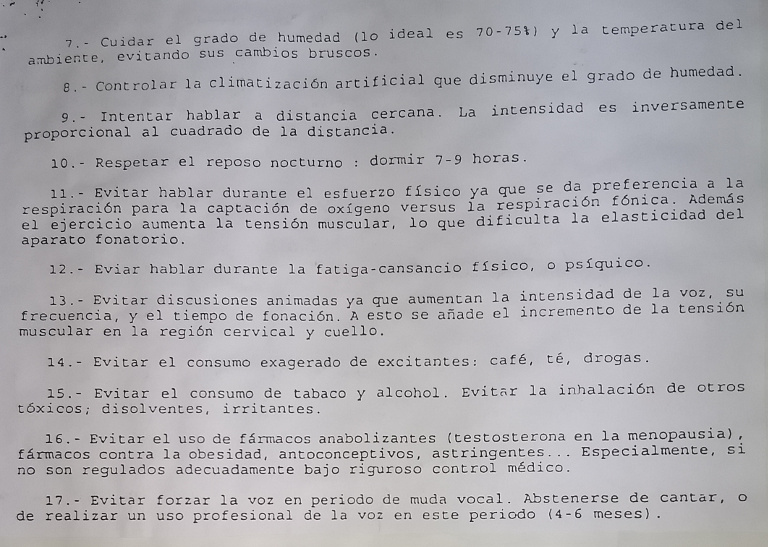 7.- Cuidar el grado de humedad (lo ideal es 70-75%) y la temperatura del
ambiente, evitando sus cambios bruscos.
8.- Controlar la climatización artificial que disminuye el grado de humedad.
9.- Intentar hablar a distancia cercana. La intensidad es inversamente
proporcional al cuadrado de la distancia.
10.- Respetar el reposo nocturno : dormir 7-9 horas.
11.- Evitar hablar durante el esfuerzo físico ya que se da preferencia a la
respiración para la captación de oxígeno versus la respiración fónica. Además
el ejercicio aumenta la tensión muscular, lo que dificulta la elasticidad del
aparato fonatorio.
12.- Eviar hablar durante la fatiga-cansancio físico, o psíquico.
13.- Evitar discusiones animadas ya que aumentan la intensidad de la voz, su
frecuencia, y el tiempo de fonación. A esto se añade el incremento de la tensión
muscular en la región cervical y cuello.
14.- Evitar el consumo exagerado de excitantes: café, té, drogas.
15.- Evitar el consumo de tabaco y alcohol. Evitar la inhalación de otros
tóxicos; disolventes, irritantes.
16.- Evitar el uso de fármacos anabolizantes (testosterona en la menopausia),
fármacos contra la obesidad, antoconceptivos, astringentes... Especialmente, si
no son regulados adecuadamente bajo riguroso control médico.
17.- Evitar forzar la voz en periodo de muda vocal. Abstenerse de cantar, o
de realizar un uso profesional de la voz en este periodo (4-6 meses).